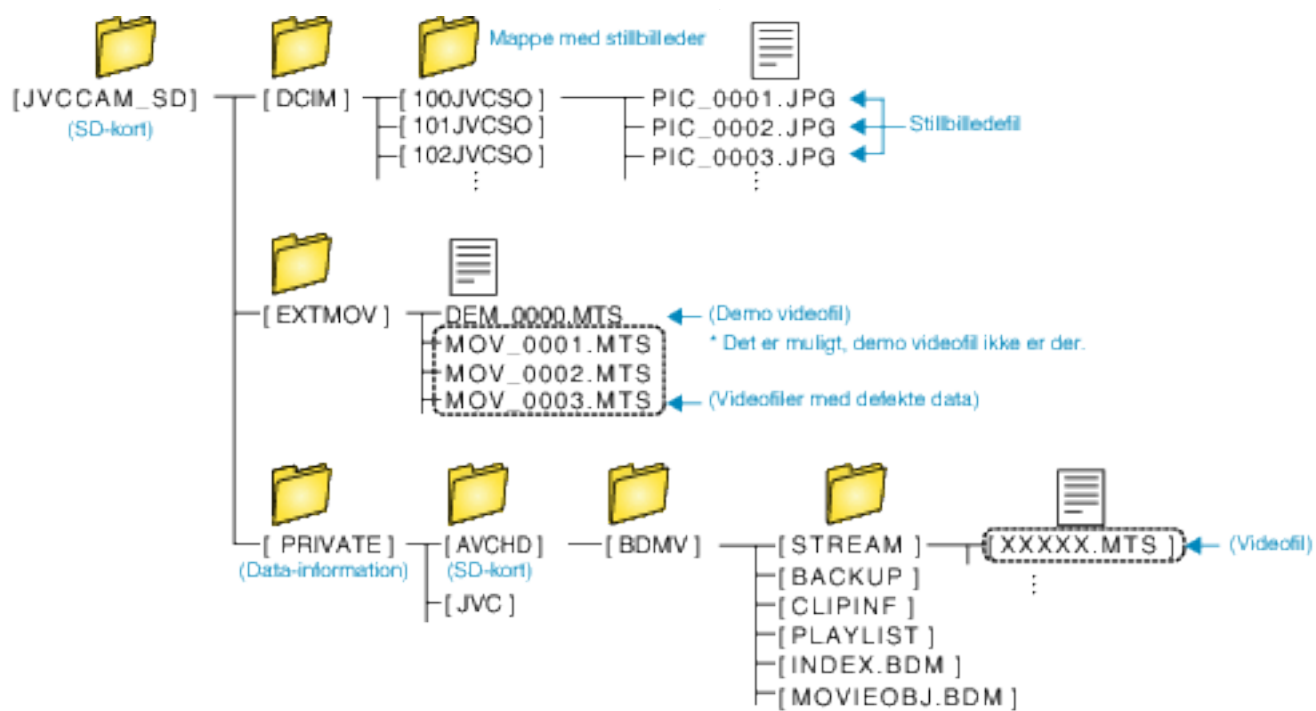 Mappe med stillbilleder
[JVCCAM_SD] [DCIM] [100JVCSO] PIC_0001.JPG
(SD-kort) [101JVCSO] PIC_0002.JPG Stillbilledefil
[102JVCSO] PIC_0003.JPG
[EXTMOV] DEM_0000.MTS (Demo videofil)
MOV_0001.MTS * Det er muligt, demo videofil ikke er der.
MOV_0002.MTS
MOV_0003.MTS (Videofiler med defekte data)
[PRIVATE] [AVCHD] [BDMV] [STREAM] [XXXXX.MTS] (Videofil)
(Data-information) (SD-kort) [BACKUP]
[JVC] [CLIPINF]
[PLAYLIST]
[INDEX.BDM]
[MOVIEOBJ.BDM]